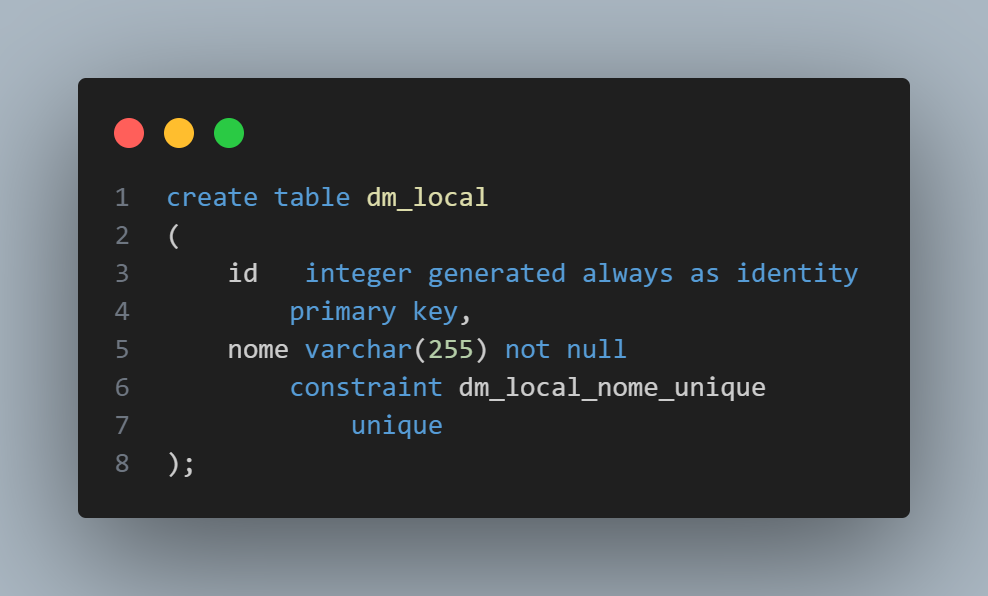 1 create table dm_local
2 (
3     id   integer generated always as identity
4         primary key,
5     nome varchar(255) not null
6         constraint dm_local_nome_unique
7             unique
8 );